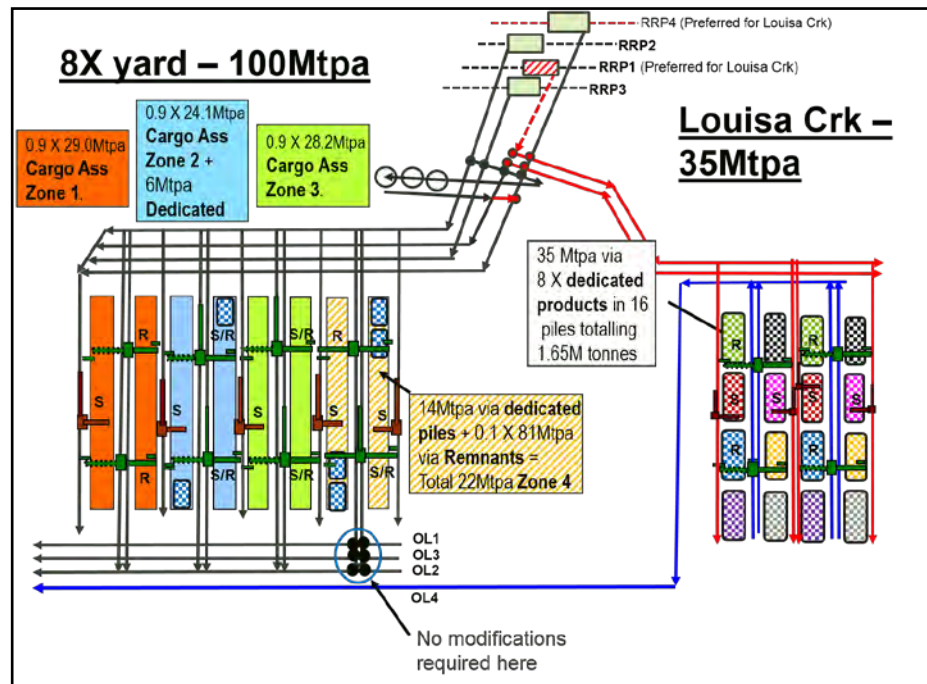 8X yard – 100Mtpa
RRP4 (Preferred for Louisa Crk)
RRP2
RRP1 (Preferred for Louisa Crk)
RRP3
Louisa Crk –
35Mtpa
0.9 X 29.0Mtpa
Cargo Ass
Zone 1.
0.9 X 24.1Mtpa
Cargo Ass
Zone 2 +
6Mtpa
Dedicated
0.9 X 28.2Mtpa
Cargo Ass
Zone 3.
35 Mtpa via
8 X dedicated
products in 16
piles totalling
1.65M tonnes
R
S/R
S/R
R
S
S
S
S
S
R
S/R
S/R
S/R
14Mtpa via dedicated
piles + 0.1 X 81Mtpa
via Remnants =
Total 22Mtpa Zone 4
R
R
S
S
S
R
R
OL1
OL3
OL2
OL4
No modifications
required here